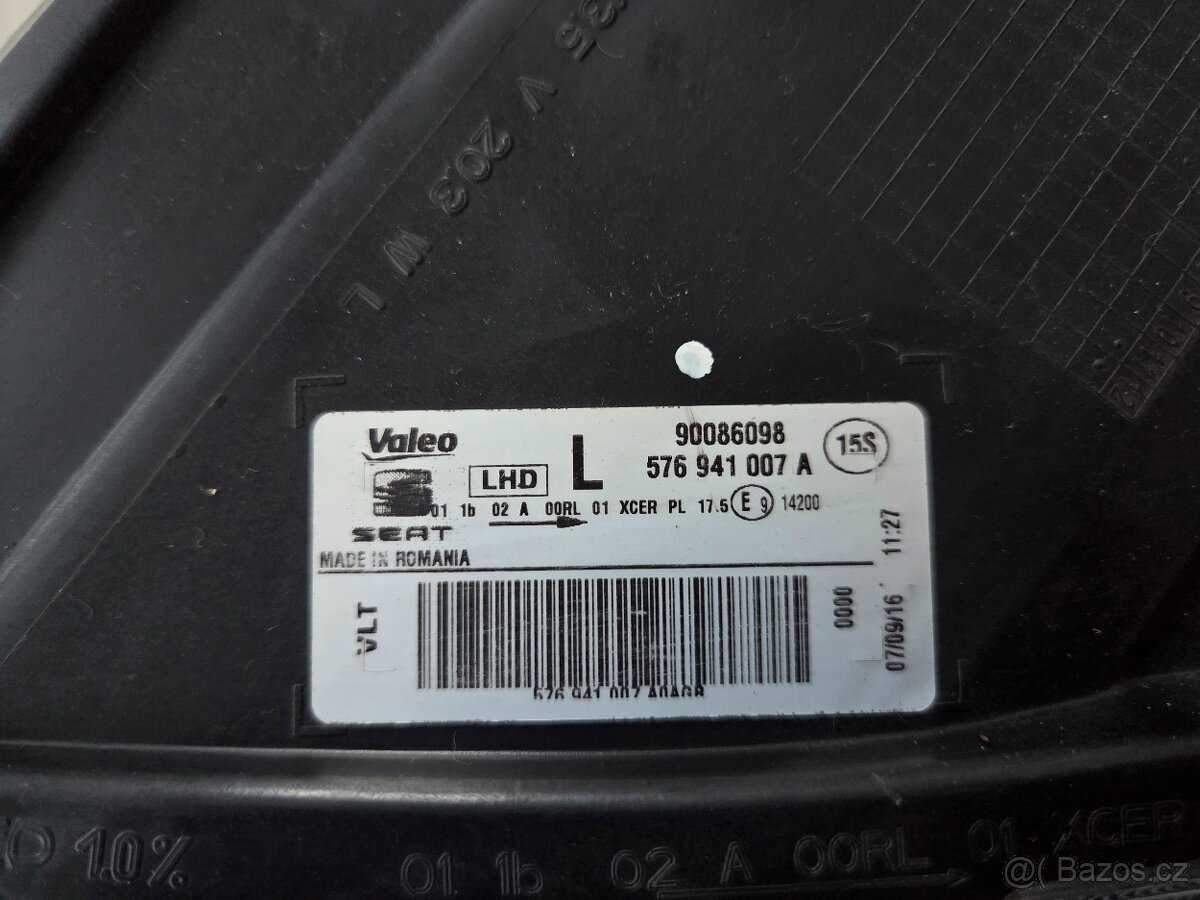 L W 203 V
Valeo
LHD
L
90086098
576 941 007 A
15S
01 1b 02 A 00RL 01 XCER PL 17.5 E 9 14200
SEAT
MADE IN ROMANIA
VLT
0000
07/09/16 11:27
576 941 007 A0AGB
1.0%
01 1b 02 A 00RL 01 XCER
@( Bazos.cz